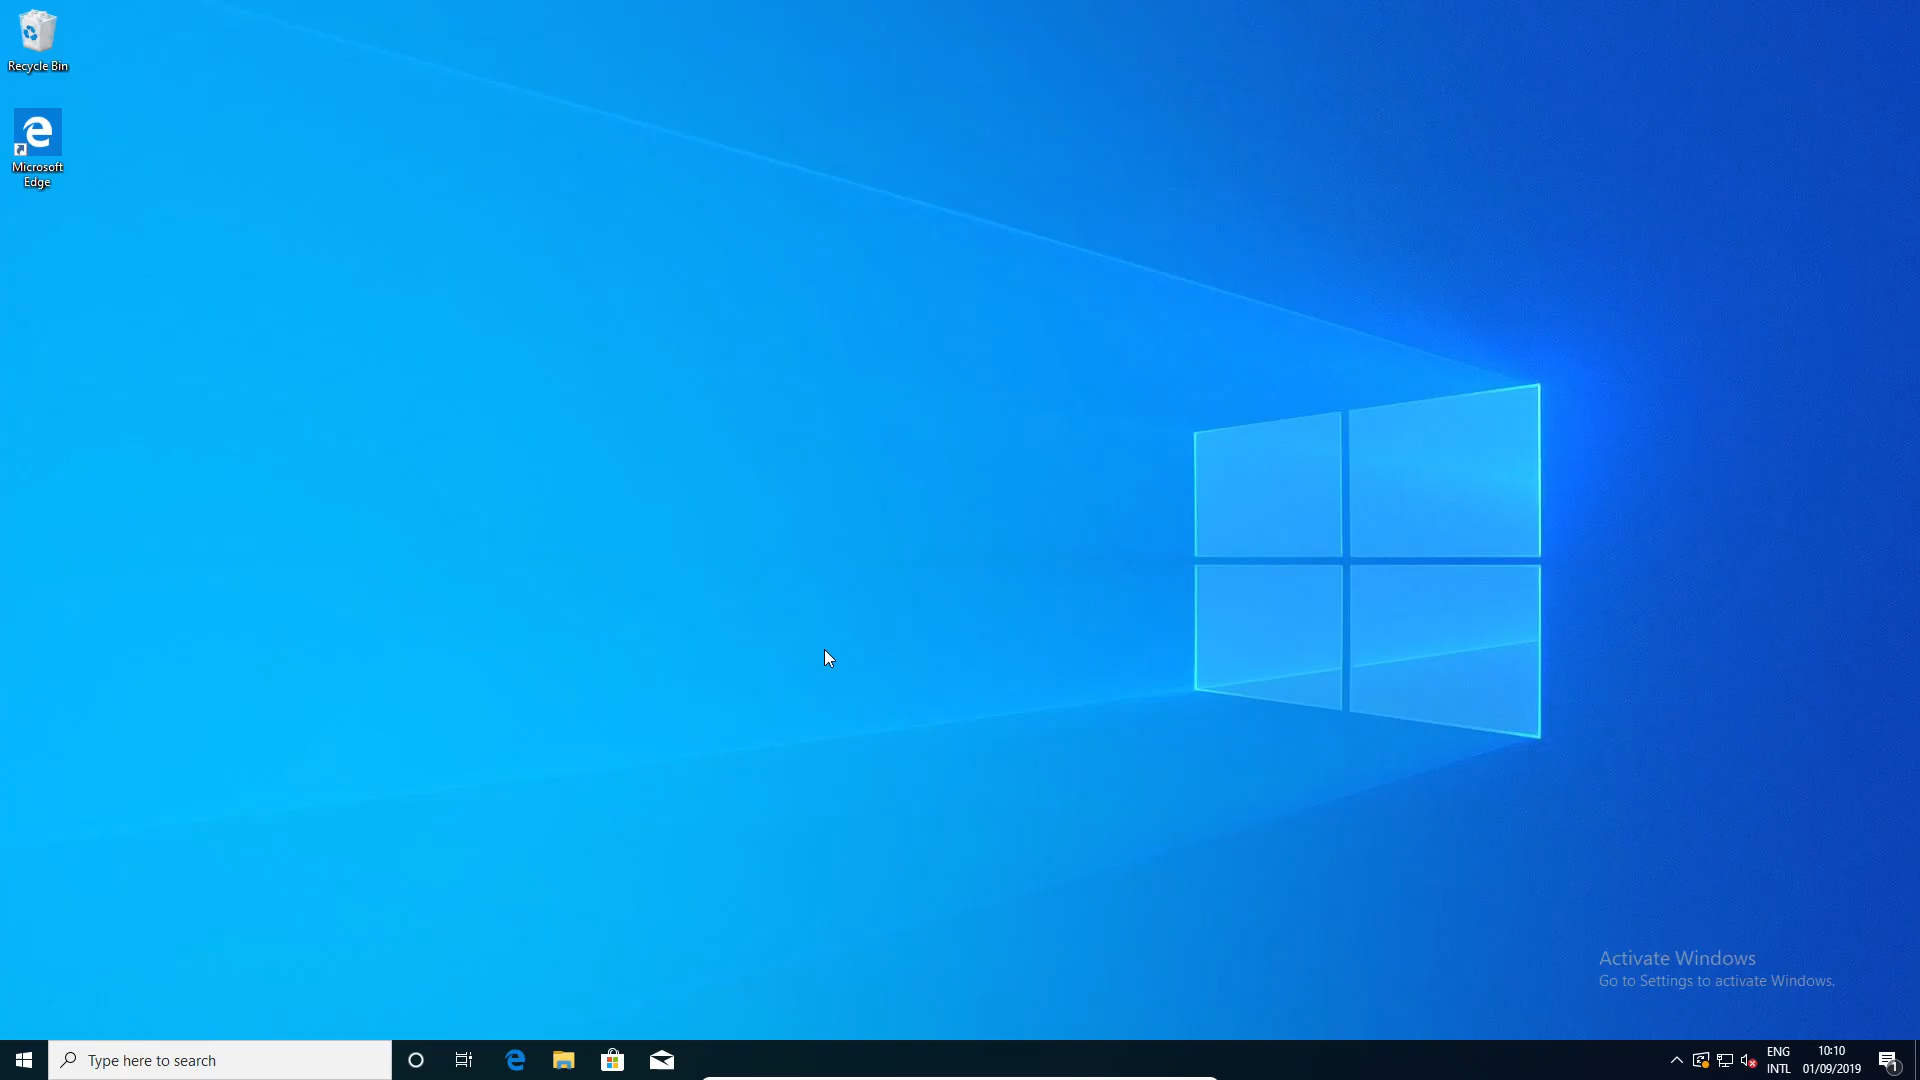 Recycle Bin
Microsoft
Edge
Activate Windows
Go to Settings to activate Windows.
Type here to search
ENG
INTL
10:10
01/09/2019
1